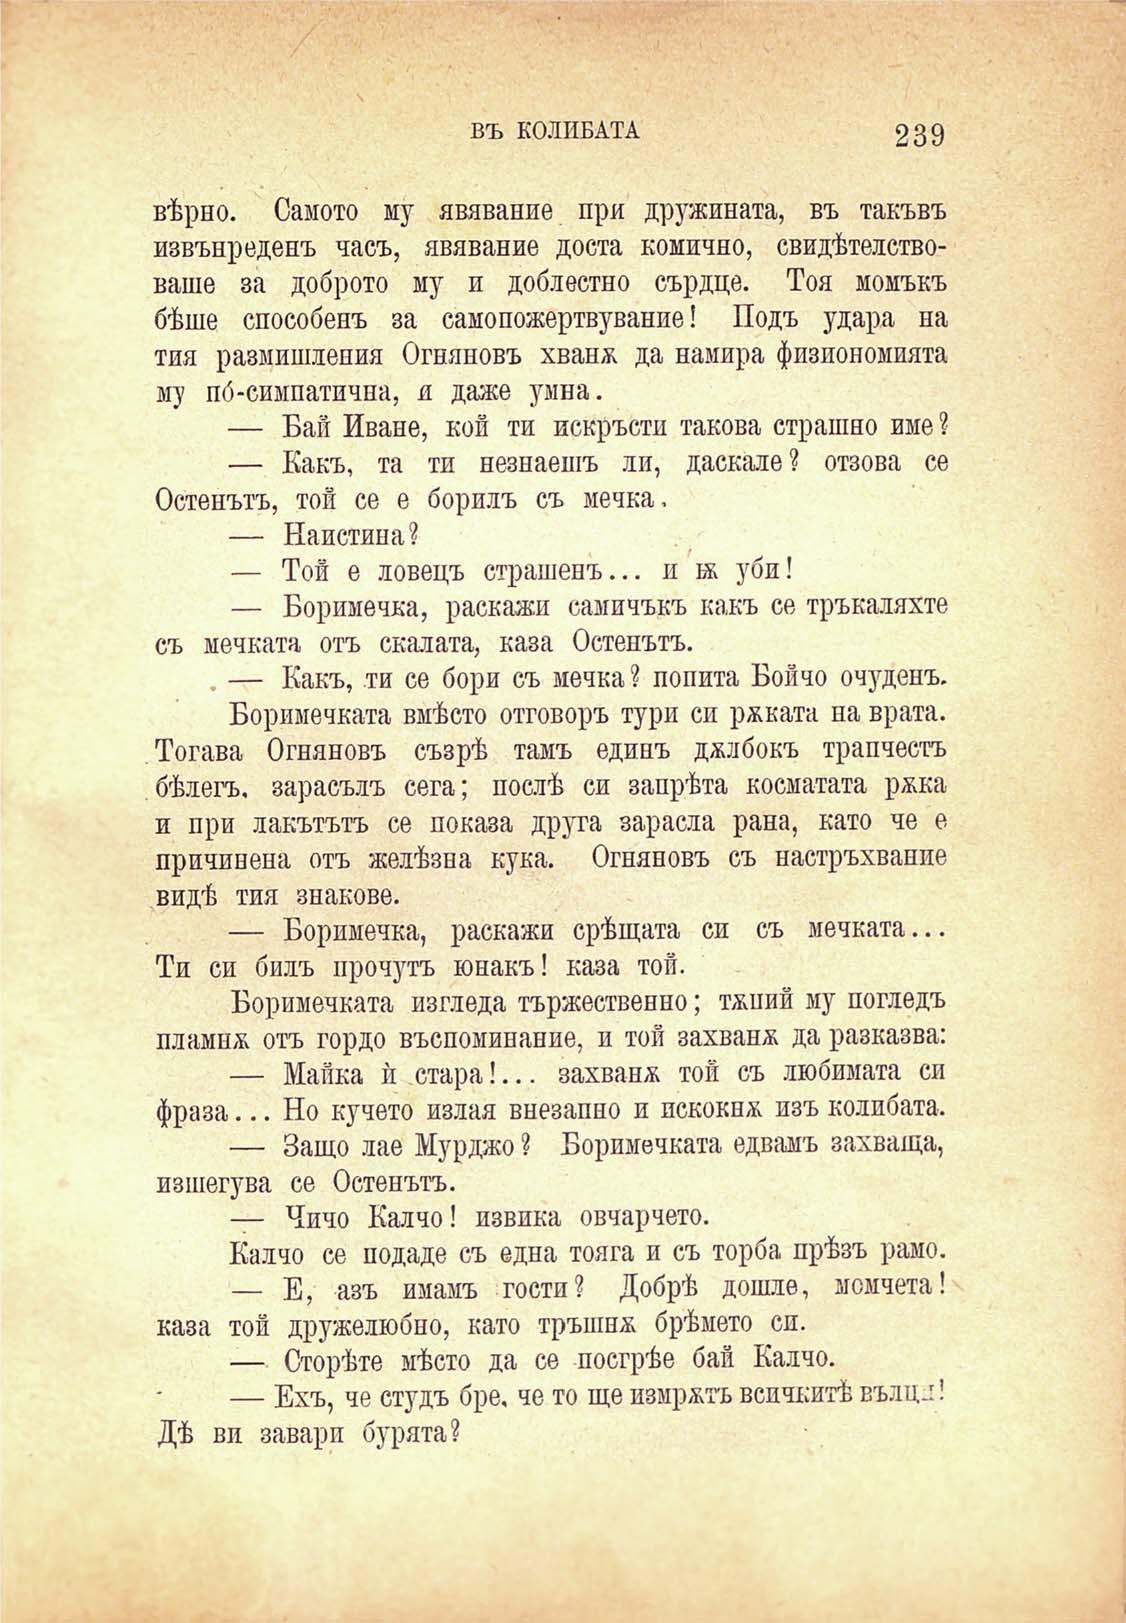 ВЪ КОЛИБАТА 239
вѣрно. Самото му явявание при дружината, въ такъвъ
извънреденъ часъ, явявание доста комично, свидѣтелство-
ваше за доброто му и доблестно сърдце. Тоя момъкъ
бѣше способенъ за самопожертвувание! Подъ удара на
тия размишления Огняновъ хванѫ да намира физиономията
му по́-симпатична, я даже умна.
— Бай Иване, кой ти искръсти такова страшно име?
— Какъ, та ти незнаешъ ли, даскале? отзова се
Остенътъ, той се е борилъ съ мечка.
— Наистина?
— Той е ловецъ страшенъ... и ѭ уби!
— Боримечка, раскажи самичъкъ какъ се тръкаляхте
съ мечката отъ скалата, каза Остенътъ.
— Какъ, ти се бори съ мечка? попита Бойчо очуденъ.
Боримечката вмѣсто отговоръ тури си рѫката на врата.
Тогава Огняновъ съзрѣ тамъ единъ дѫлбокъ трапчестъ
бѣлегъ, зарасълъ сега; послѣ си запрѣта косматата рѫка
и при лакътътъ се показа друга зарасла рана, като че е
причинена отъ желѣзна кука. Огняновъ съ настръхвание
видѣ тия знакове.
— Боримечка, раскажи срѣщата си съ мечката...
Ти си билъ прочутъ юнакъ! каза той.
Боримечката изгледа тържественно; тѫпий му погледъ
пламнѫ отъ гордо въспоминание, и той захванѫ да разказва:
— Майка ѝ стара!... захванѫ той съ любимата си
фраза... Но кучето излая внезапно и искокнѫ изъ колибата.
— Защо лае Мурджо? Боримечката едвамъ захваща,
изшегува се Остенътъ.
— Чичо Калчо! извика овчарчето.
Калчо се подаде съ една тояга и съ торба прѣзъ рамо.
— Е, азъ имамъ гости? Добрѣ дошле, момчета!
каза той дружелюбно, като тръшнѫ брѣмето си.
— Сторѣте мѣсто да се посгрѣе бай Калчо.
— Ехъ, че студъ бре, че то ще измрѫтъ всичкитѣ вълци!
Дѣ ви завари бурята?